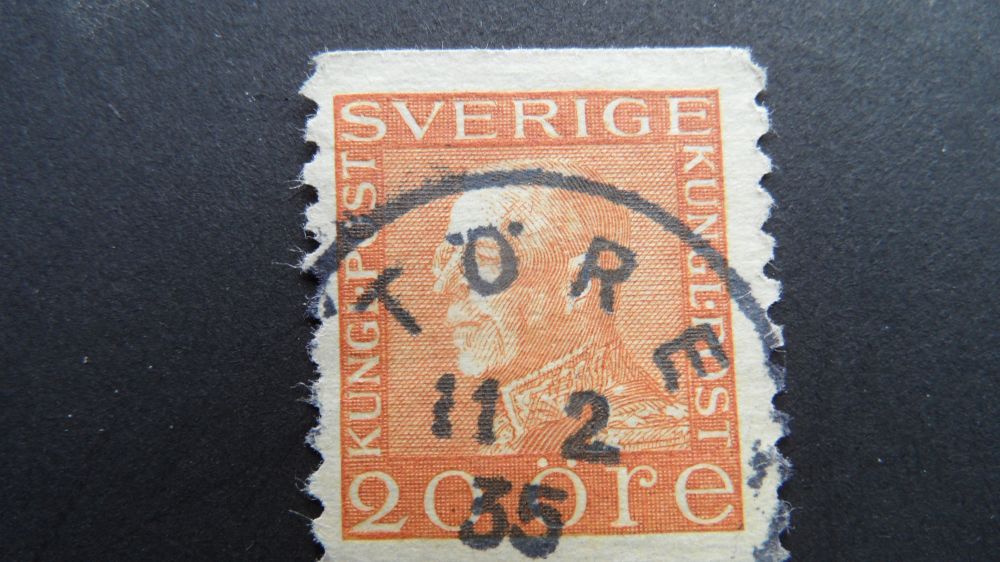 SVERIGE
KUNGL·POST
KUNGL·POST
TÖRE
11 2
35
20 öre